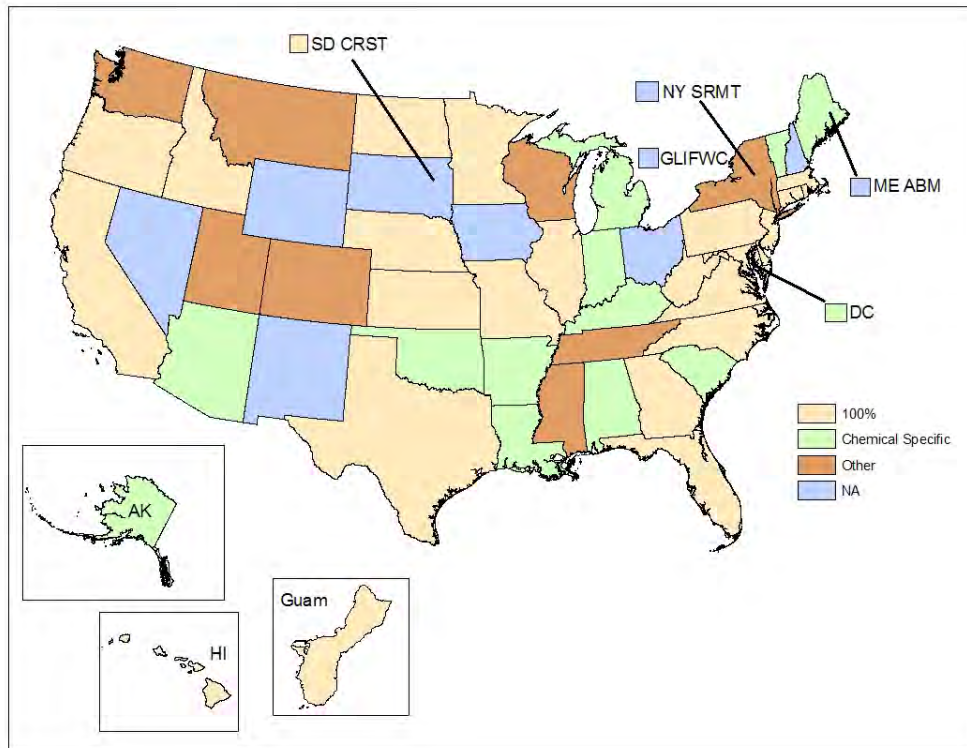 SD CRST
NY SRMT
GLIFWC
ME ABM
DC
100%
Chemical Specific
Other
NA
AK
Guam
HI